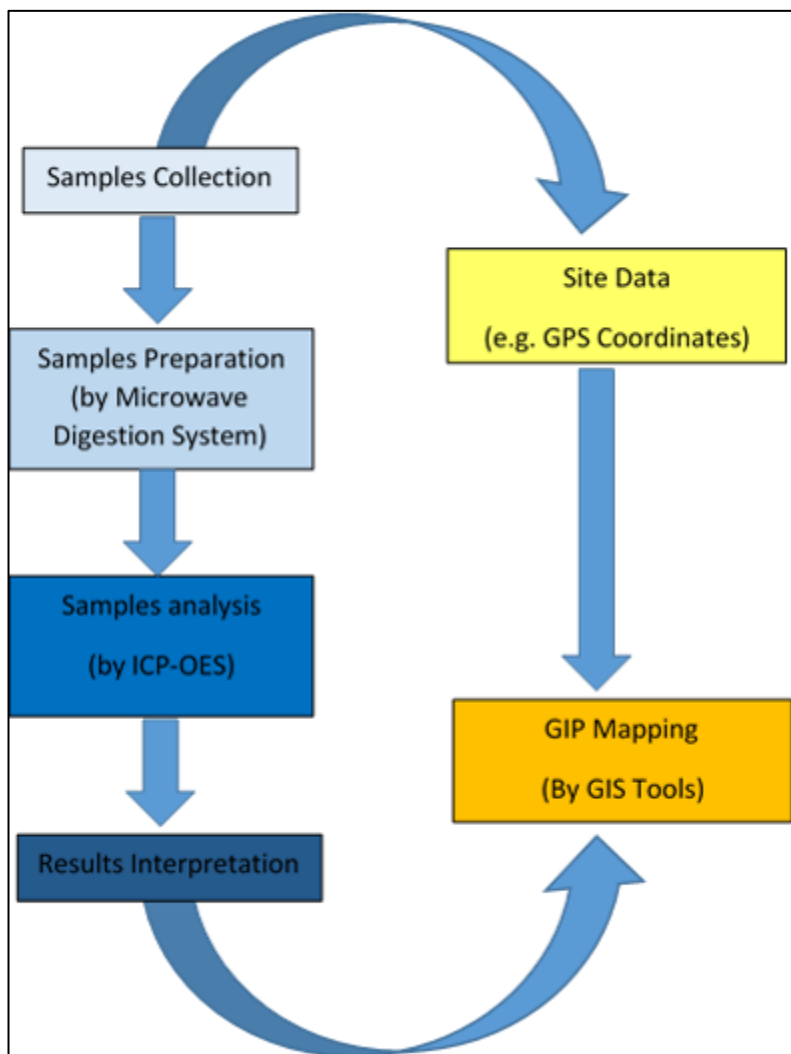 Samples Collection
Samples Preparation
(by Microwave
Digestion System)
Samples analysis
(by ICP-OES)
Results Interpretation
Site Data
(e.g. GPS Coordinates)
GIP Mapping
(By GIS Tools)